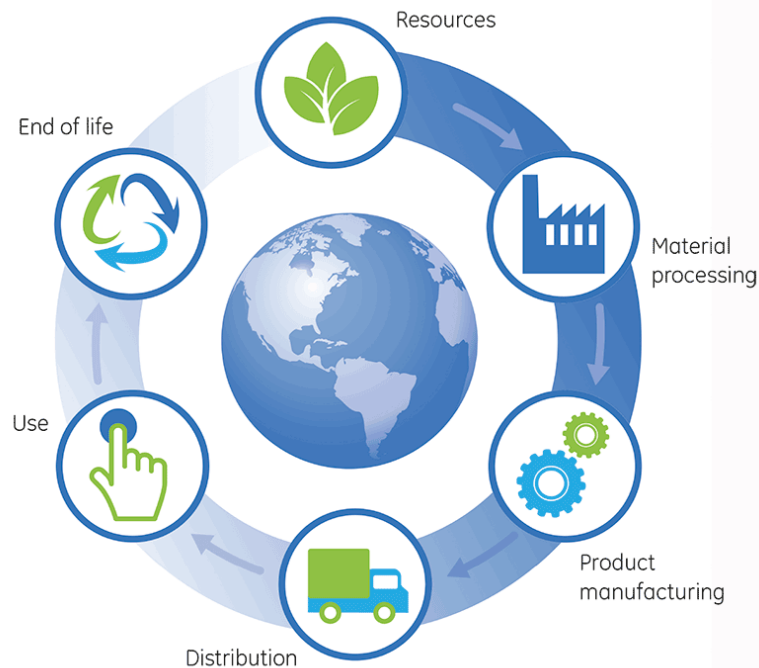 Resources
Material
processing
Product
manufacturing
Distribution
Use
End of life